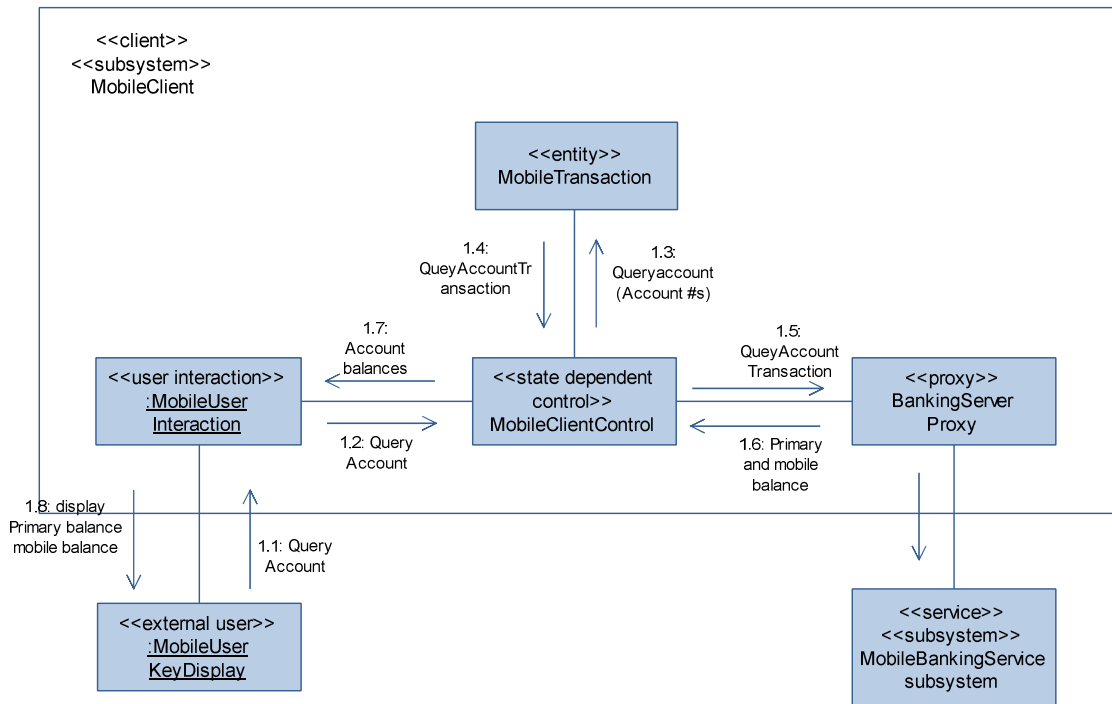 <<client>>
<<subsystem>>
MobileClient
<<entity>>
MobileTransaction
1.4:
QueyAccountTr
ansaction
1.3:
Queryaccount
(Account #s)
1.7:
Account
balances
1.5:
QueyAccount
Transaction
<<user interaction>>
:MobileUser
Interaction
<<state dependent
control>>
MobileClientControl
<<proxy>>
BankingServer
Proxy
1.2: Query
Account
1.6: Primary
and mobile
balance
1.8: display
Primary balance
mobile balance
1.1: Query
Account
<<external user>>
:MobileUser
KeyDisplay
<<service>>
<<subsystem>>
MobileBankingService
subsystem